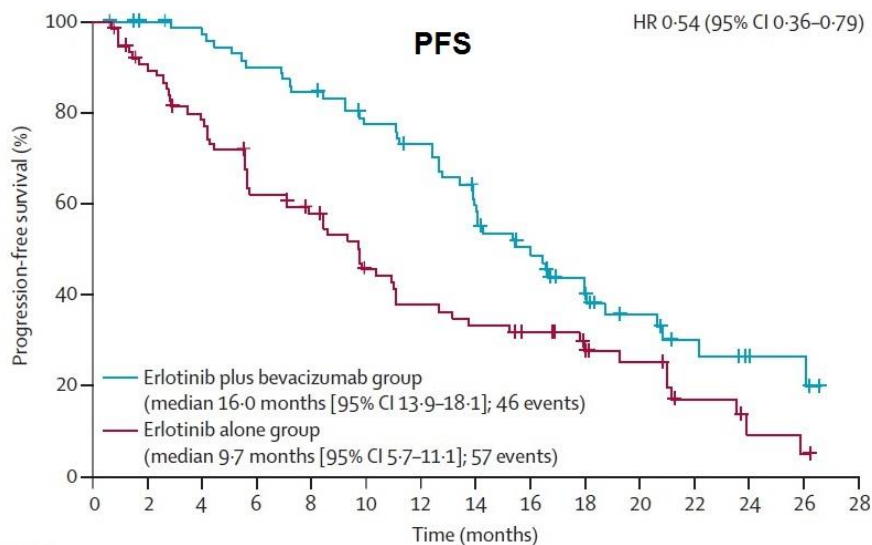 PFS
HR 0·54 (95% CI 0·36–0·79)
Progression-free survival (%)
100
80
60
40
20
0
Erlotinib plus bevacizumab group
(median 16·0 months [95% CI 13·9–18·1]; 46 events)
Erlotinib alone group
(median 9·7 months [95% CI 5·7–11·1]; 57 events)
0 2 4 6 8 10 12 14 16 18 20 22 24 26 28
Time (months)